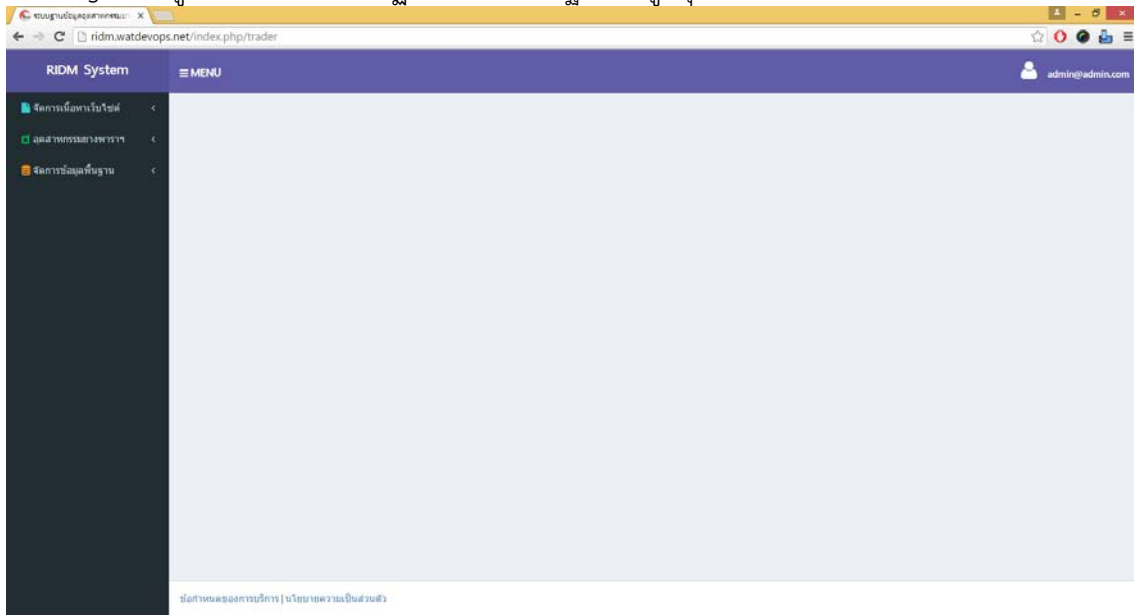 ridm.watdevops.net/index.php/trader
RIDM System
MENU
admin@admin.com
จัดการเนื้อหาเว็บไซต์
อุตสาหกรรมยางพาราฯ
จัดการข้อมูลพื้นฐาน
ข้อกำหนดของการบริการ | นโยบายความเป็นส่วนตัว